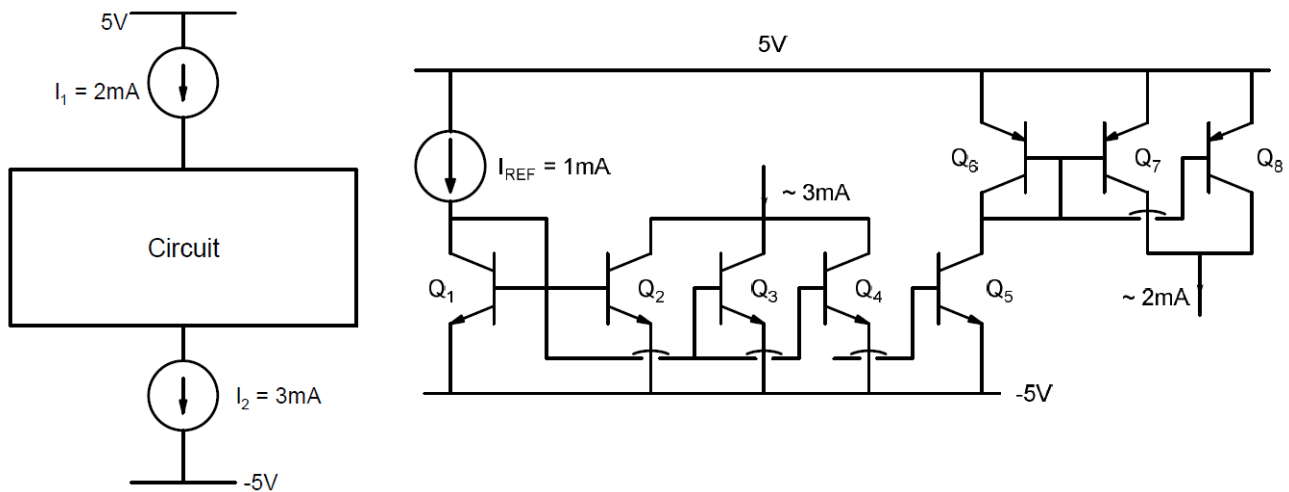 5V
I₁ = 2mA
Circuit
I₂ = 3mA
-5V
5V
I_REF = 1mA
~ 3mA
Q₁
Q₂
Q₃
Q₄
Q₅
Q₆
Q₇
Q₈
~ 2mA
-5V